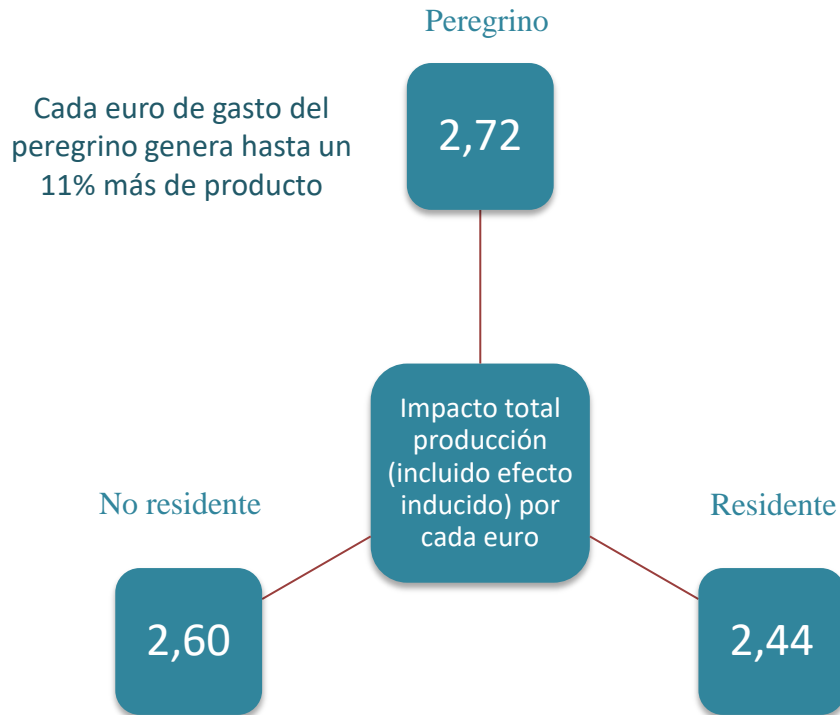 Peregrino
Cada euro de gasto del
peregrino genera hasta un
11% más de producto
2,72
Impacto total
producción
(incluido efecto
inducido) por
cada euro
No residente
Residente
2,60
2,44